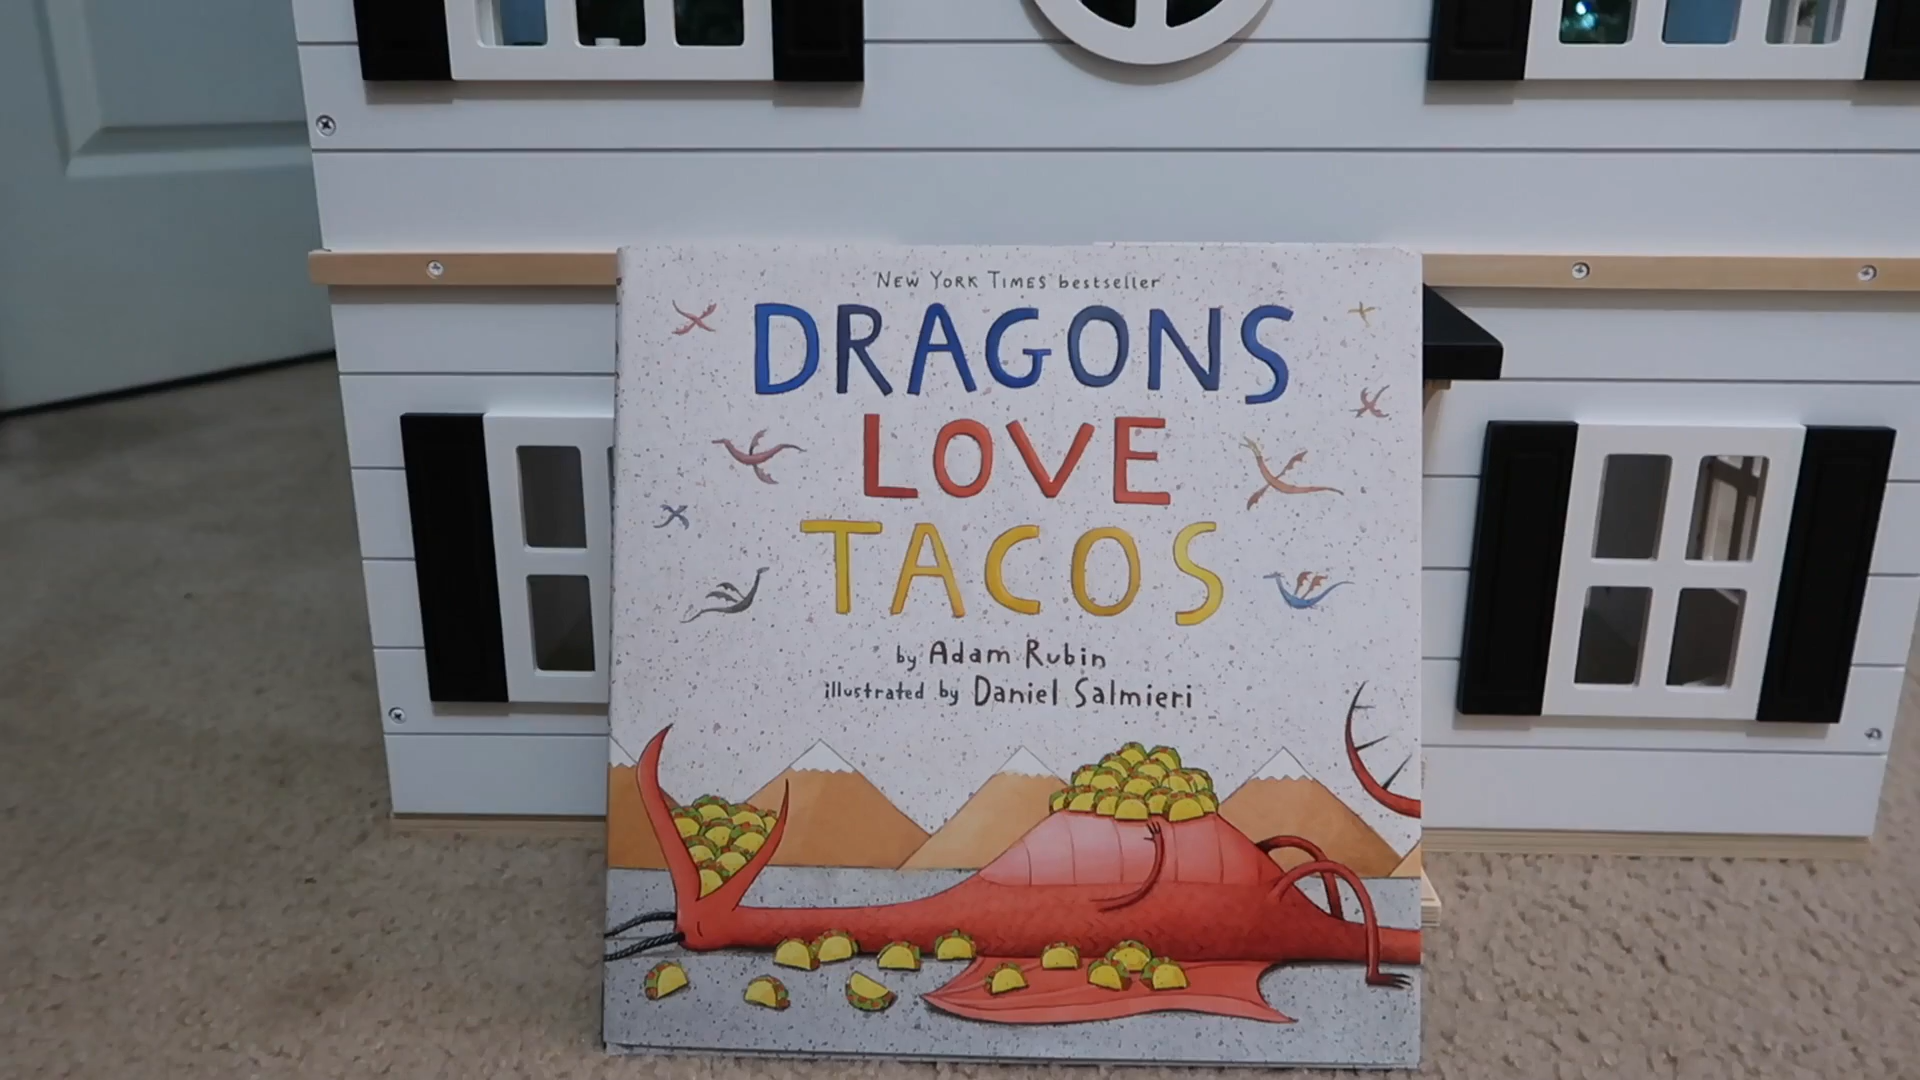 NEW YORK TIMES bestseller
DRAGONS
LOVE
TACOS
by Adam Rubin
illustrated by Daniel Salmieri